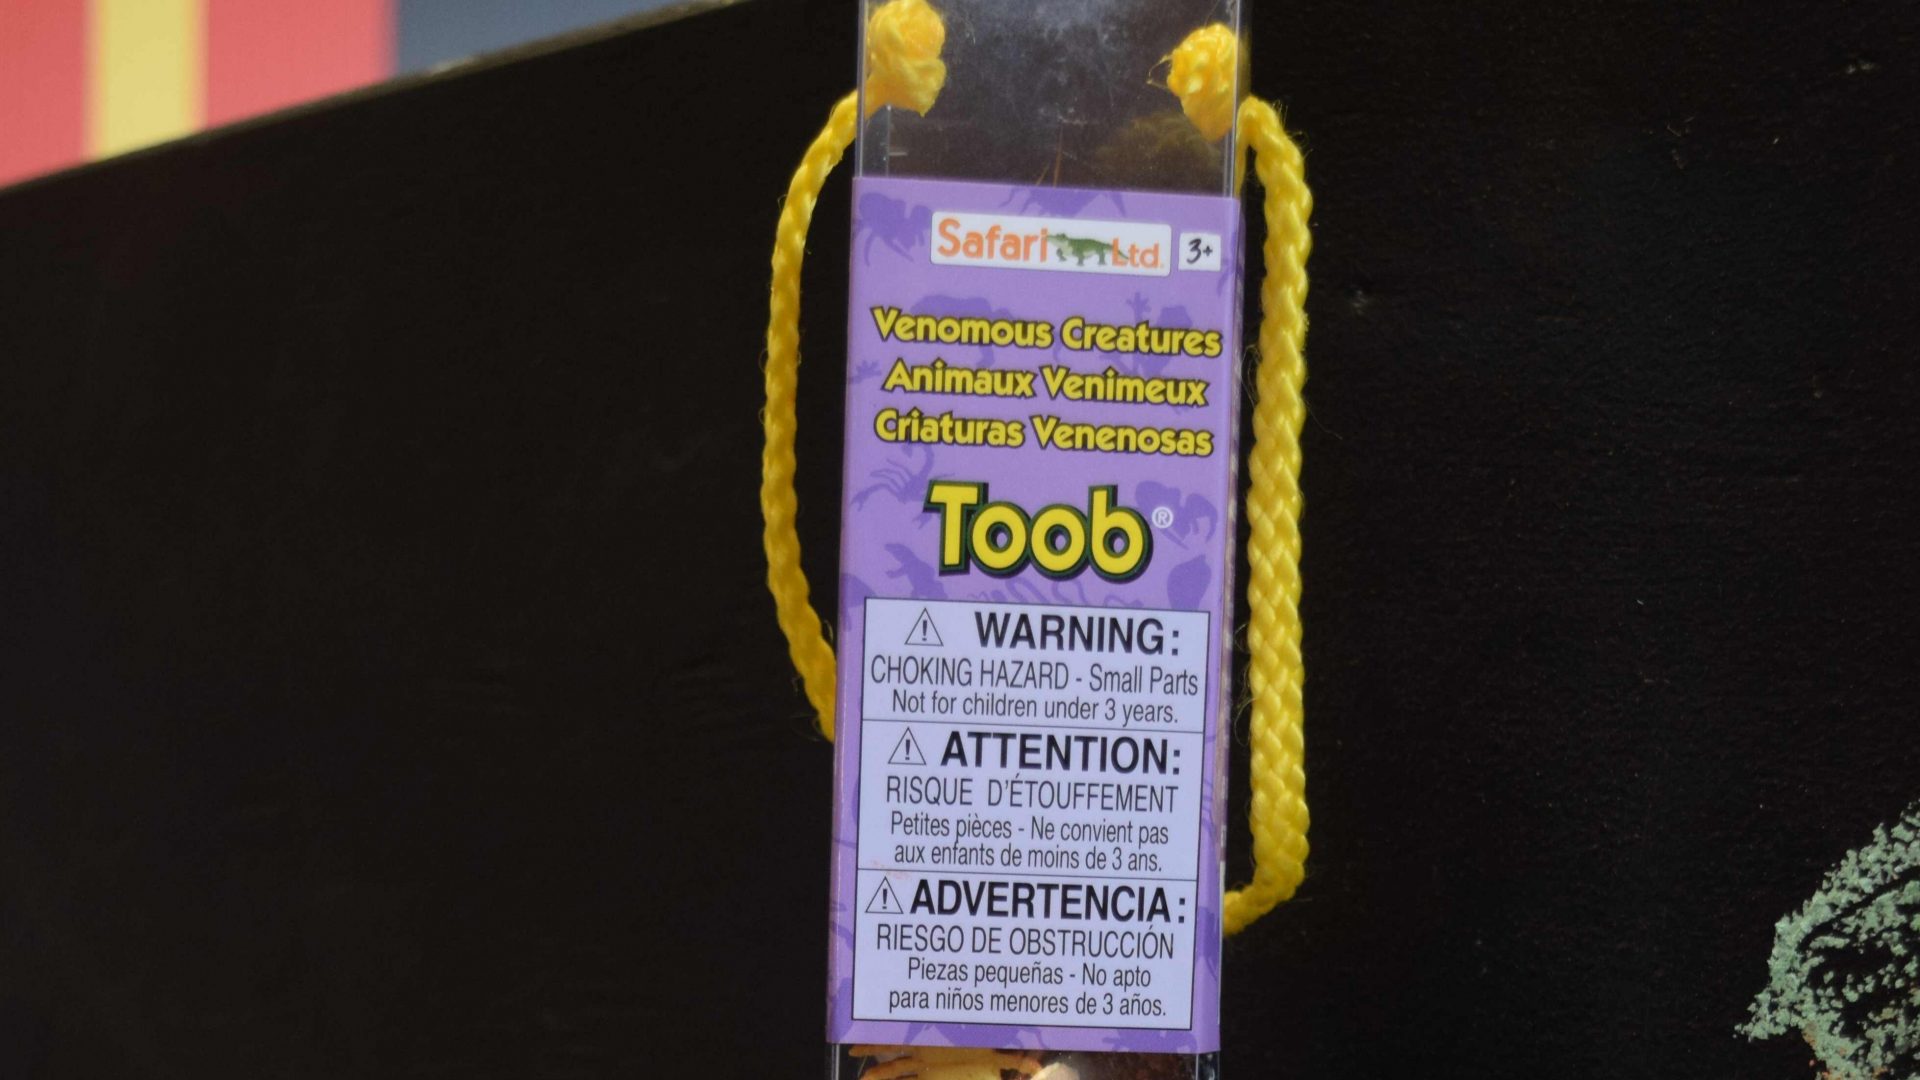 Safari Ltd.
3+
Venomous Creatures
Animaux Venimeux
Criaturas Venenosas
Toob®
⚠ WARNING:
CHOKING HAZARD - Small Parts
Not for children under 3 years.
⚠ ATTENTION:
RISQUE D'ÉTOUFFEMENT
Petites pièces - Ne convient pas
aux enfants de moins de 3 ans.
⚠ ADVERTENCIA:
RIESGO DE OBSTRUCCIÓN
Piezas pequeñas - No apto
para niños menores de 3 años.